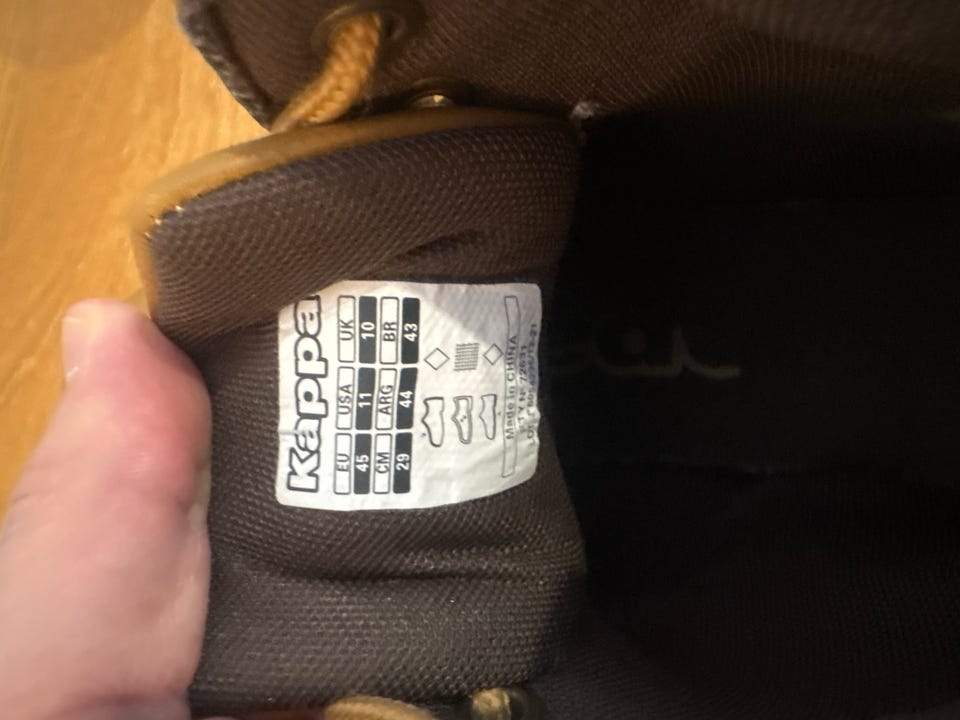 Kappa
EU USA UK
45 11 10
CM ARG BR
29 44 43
Made in CHINA